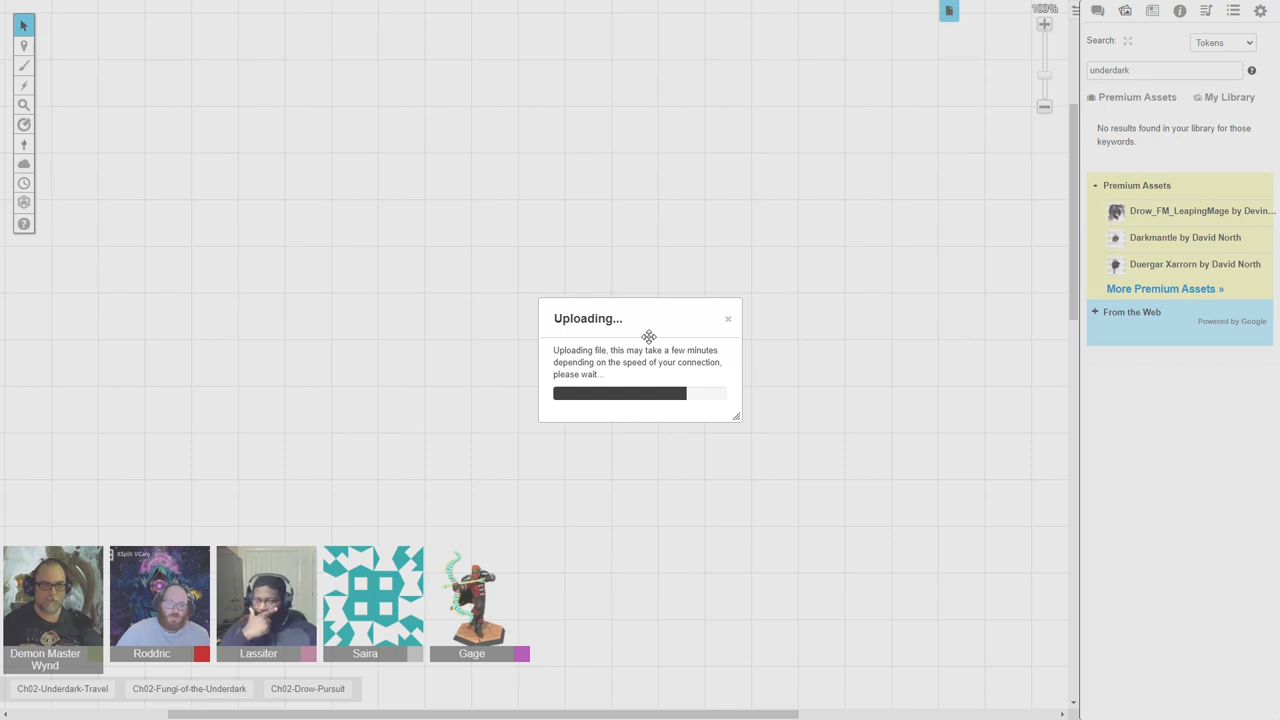 100%
Search:
Tokens
underdark
Premium Assets
My Library
No results found in your library for those
keywords.
- Premium Assets
Drow_FM_LeapingMage by Devin...
Darkmantle by David North
Duergar Xarrorn by David North
More Premium Assets »
+ From the Web
Powered by Google
Uploading...
Uploading file, this may take a few minutes
depending on the speed of your connection,
please wait...
XSplit VCam
Demon Master
Wynd
Roddric
Lassiter
Saira
Gage
Ch02-Underdark-Travel
Ch02-Fungi-of-the-Underdark
Ch02-Drow-Pursuit